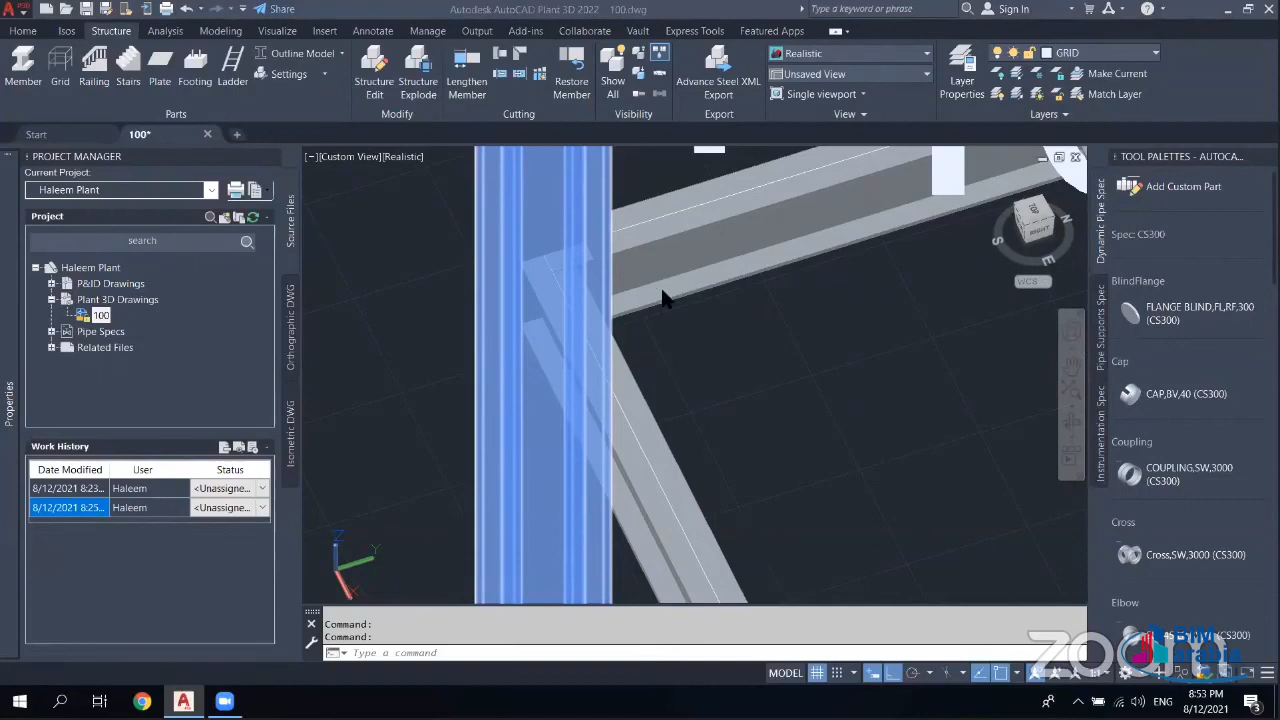 Share
Autodesk AutoCAD Plant 3D 2022 100.dwg
Type a keyword or phrase
Sign In
Home Isos Structure Analysis Modeling Visualize Insert Annotate Manage Output Add-ins Collaborate Vault Express Tools Featured Apps
Member Grid Railing Stairs Plate Footing Ladder
Outline Model
Settings
Structure Edit
Structure Explode
Lengthen Member
Restore Member
Show All
Advance Steel XML Export
Realistic
Unsaved View
Single viewport
Layer Properties
GRID
Make Current
Match Layer
Parts Modify Cutting Visibility Export View Layers
Start 100*
PROJECT MANAGER
Current Project:
Haleem Plant
Project
search
Haleem Plant
P&ID Drawings
Plant 3D Drawings
100
Pipe Specs
Related Files
Work History
Date Modified User Status
8/12/2021 8:23... Haleem <Unassigne...
8/12/2021 8:25... Haleem <Unassigne...
Properties
Source Files
Orthographic DWG
Isometric DWG
[−][Custom View][Realistic]
TOP
RIGHT
N
S
E
WCS
Z
Y
X
Command:
Command:
Type a command
TOOL PALETTES - AUTOCA...
Dynamic Pipe Spec
Pipe Supports Spec
Instrumentation Spec
Add Custom Part
Spec: CS300
BlindFlange
FLANGE BLIND,FL,RF,300
(CS300)
Cap
CAP,BV,40 (CS300)
Coupling
COUPLING,SW,3000
(CS300)
Cross
Cross,SW,3000 (CS300)
Elbow
zoom
BIM
arabia
MODEL
ENG
8:53 PM
8/12/2021
3